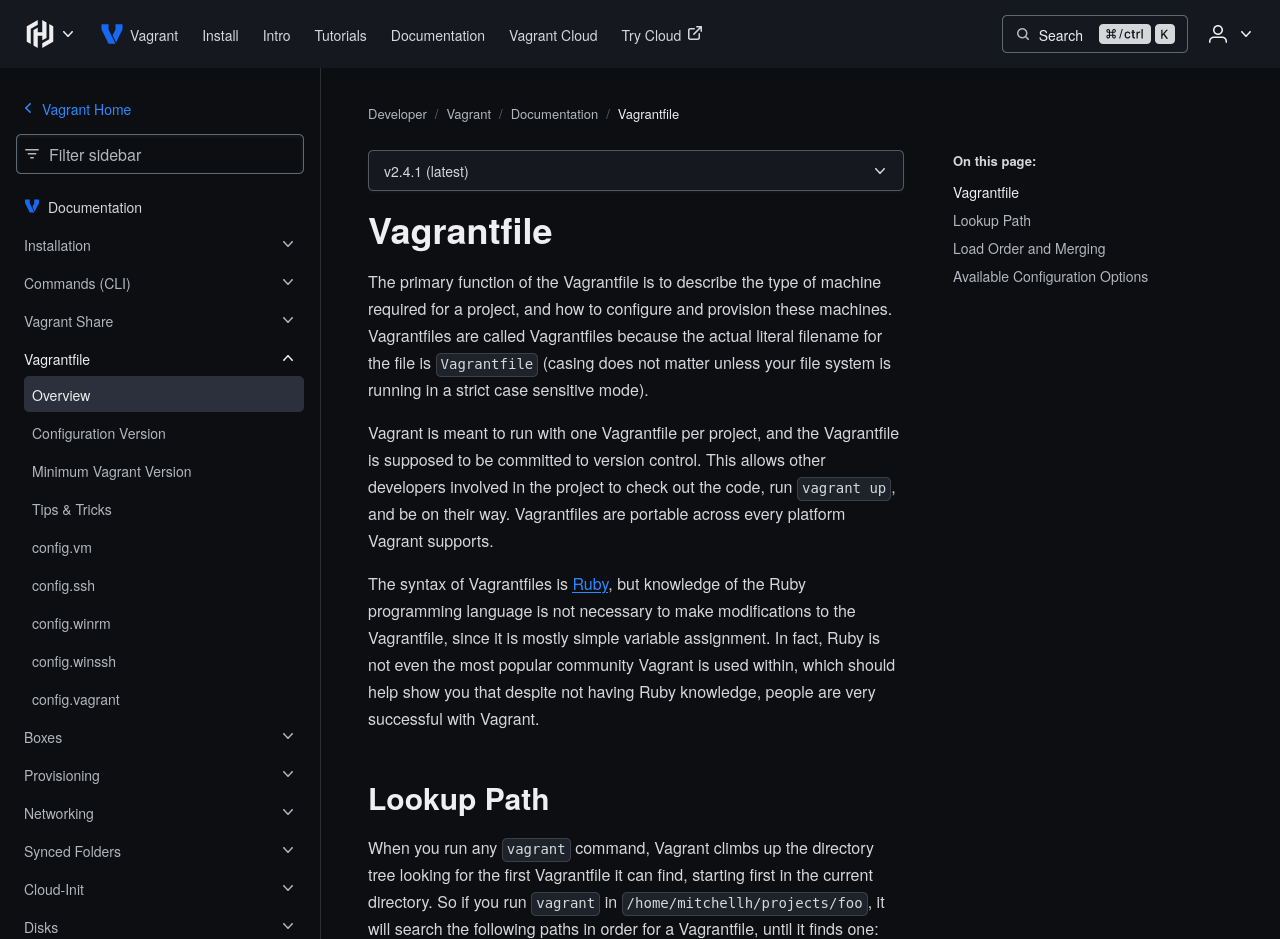 Vagrant Install Intro Tutorials Documentation Vagrant Cloud Try Cloud Search ⌘/ctrl K
Vagrant Home
Filter sidebar
Documentation
Installation
Commands (CLI)
Vagrant Share
Vagrantfile
Overview
Configuration Version
Minimum Vagrant Version
Tips & Tricks
config.vm
config.ssh
config.winrm
config.winssh
config.vagrant
Boxes
Provisioning
Networking
Synced Folders
Cloud-Init
Disks
Developer / Vagrant / Documentation / Vagrantfile
v2.4.1 (latest)
Vagrantfile
The primary function of the Vagrantfile is to describe the type of machine
required for a project, and how to configure and provision these machines.
Vagrantfiles are called Vagrantfiles because the actual literal filename for
the file is Vagrantfile (casing does not matter unless your file system is
running in a strict case sensitive mode).
Vagrant is meant to run with one Vagrantfile per project, and the Vagrantfile
is supposed to be committed to version control. This allows other
developers involved in the project to check out the code, run vagrant up,
and be on their way. Vagrantfiles are portable across every platform
Vagrant supports.
The syntax of Vagrantfiles is Ruby, but knowledge of the Ruby
programming language is not necessary to make modifications to the
Vagrantfile, since it is mostly simple variable assignment. In fact, Ruby is
not even the most popular community Vagrant is used within, which should
help show you that despite not having Ruby knowledge, people are very
successful with Vagrant.
Lookup Path
When you run any vagrant command, Vagrant climbs up the directory
tree looking for the first Vagrantfile it can find, starting first in the current
directory. So if you run vagrant in /home/mitchellh/projects/foo, it
will search the following paths in order for a Vagrantfile, until it finds one:
On this page:
Vagrantfile
Lookup Path
Load Order and Merging
Available Configuration Options